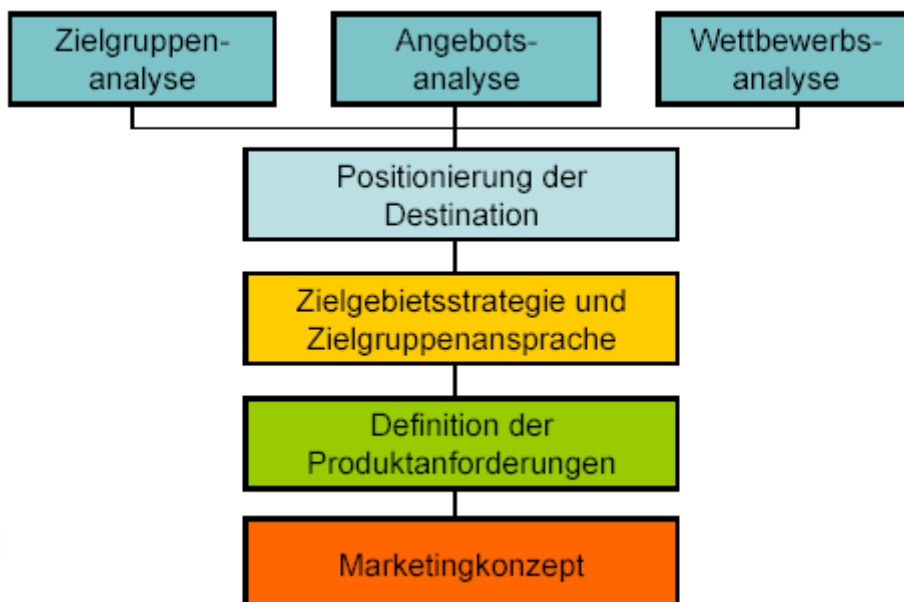 Zielgruppen-
analyse
Angebots-
analyse
Wettbewerbs-
analyse
Positionierung der
Destination
Zielgebietsstrategie und
Zielgruppenansprache
Definition der
Produktanforderungen
Marketingkonzept